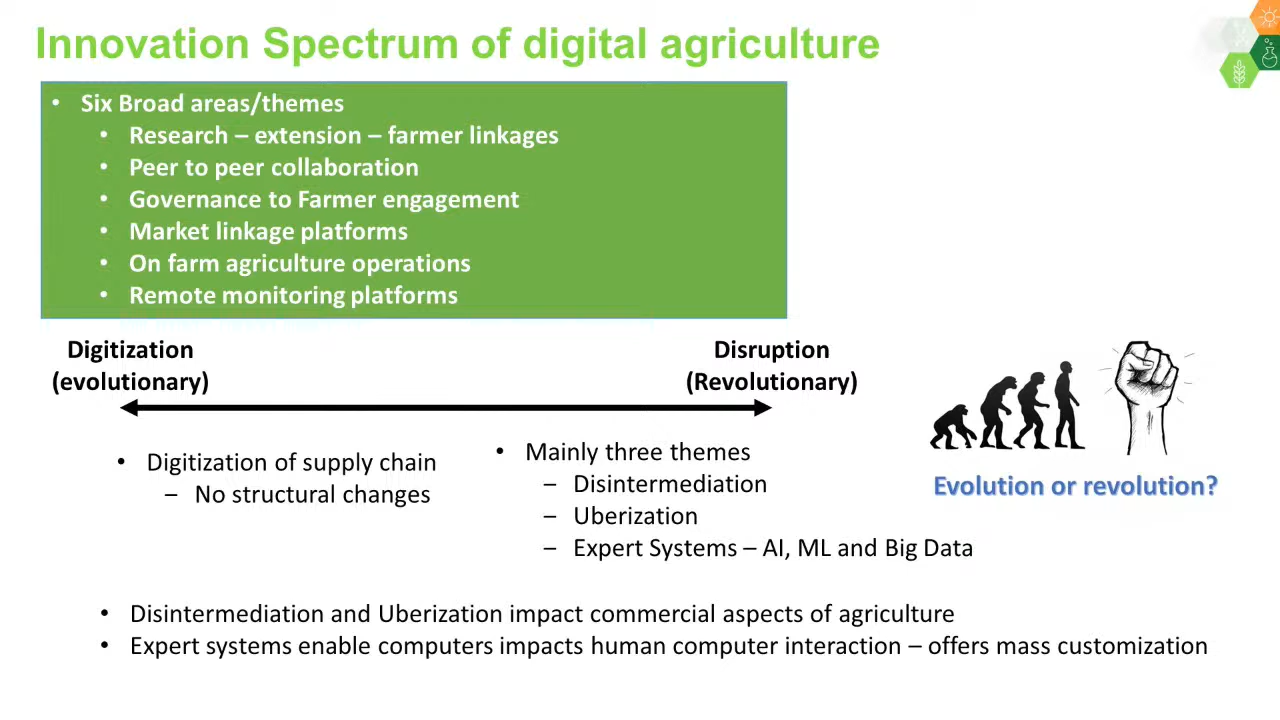 Innovation Spectrum of digital agriculture
• Six Broad areas/themes
• Research – extension – farmer linkages
• Peer to peer collaboration
• Governance to Farmer engagement
• Market linkage platforms
• On farm agriculture operations
• Remote monitoring platforms
Digitization
(evolutionary)
Disruption
(Revolutionary)
• Digitization of supply chain
– No structural changes
• Mainly three themes
– Disintermediation
– Uberization
– Expert Systems – AI, ML and Big Data
Evolution or revolution?
• Disintermediation and Uberization impact commercial aspects of agriculture
• Expert systems enable computers impacts human computer interaction – offers mass customization